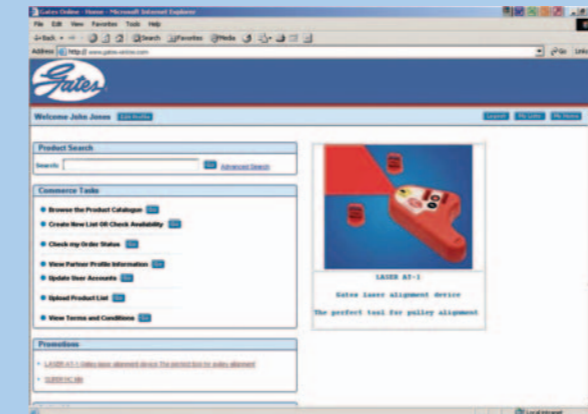 Gates Online - Home - Microsoft Internet Explorer
File Edit View Favorites Tools Help
Back Search Favorites Media
Address http:// www.gates-online.com Go Links
Gates
Welcome John Jones Edit Profile Logout My Lists My Home
Product Search
Search: Go Advanced Search
Commerce Tasks
Browse the Product Catalogue Go
Create New List OR Check Availability Go
Check my Order Status Go
View Partner Profile Information Go
Update User Accounts Go
Upload Product List Go
View Terms and Conditions Go
LASER AT-1
Gates laser alignment device
The perfect tool for pulley alignment
Promotions
LASER AT-1 Gates laser alignment device The perfect tool for pulley alignment
SUPER HC MN
Local intranet